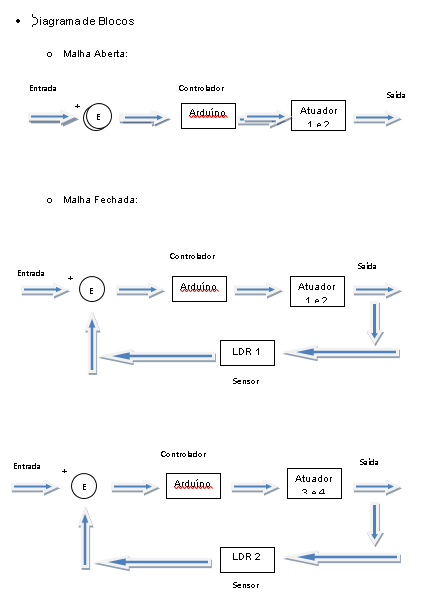 Diagrama de Blocos
Malha Aberta:
Entrada
Controlador
Saída
+
E
Arduíno
Atuador
1 e 2
Malha Fechada:
Controlador
Entrada
Saída
+
E
Arduíno
Atuador
1 e 2
LDR 1
Sensor
Controlador
Entrada
Saída
+
E
Arduíno
Atuador
3 e 4
LDR 2
Sensor